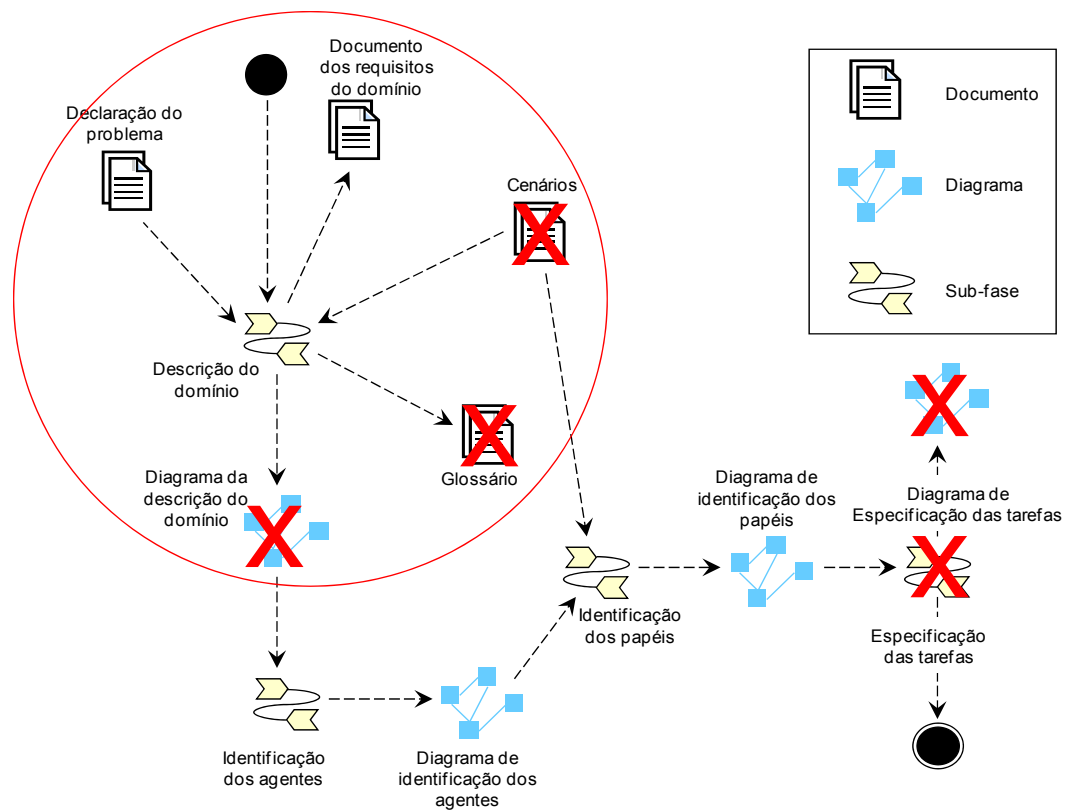 Documento
dos requisitos
do domínio
Declaração do
problema
Cenários
Descrição do
domínio
Glossário
Diagrama da
descrição do
domínio
Identificação
dos agentes
Diagrama de
identificação dos
agentes
Identificação
dos papéis
Diagrama de
identificação dos
papéis
Diagrama de
Especificação das tarefas
Especificação
das tarefas
Documento
Diagrama
Sub-fase